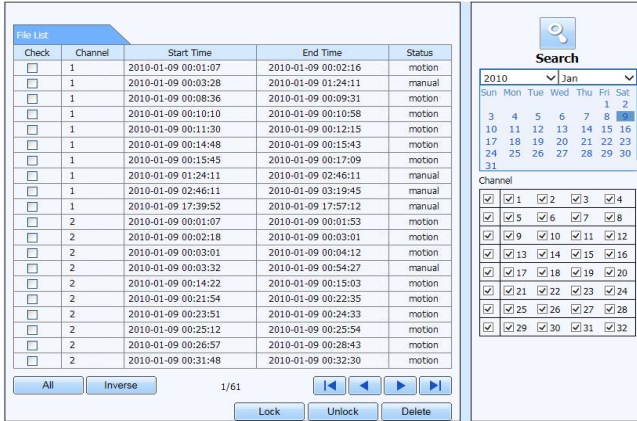 File List
Check Channel Start Time End Time Status
1 2010-01-09 00:01:07 2010-01-09 00:02:16 motion
1 2010-01-09 00:03:28 2010-01-09 01:24:11 manual
1 2010-01-09 00:08:36 2010-01-09 00:09:31 motion
1 2010-01-09 00:10:10 2010-01-09 00:10:58 motion
1 2010-01-09 00:11:30 2010-01-09 00:12:15 motion
1 2010-01-09 00:14:48 2010-01-09 00:15:43 motion
1 2010-01-09 00:15:45 2010-01-09 00:17:09 motion
1 2010-01-09 01:24:11 2010-01-09 02:46:11 manual
1 2010-01-09 02:46:11 2010-01-09 03:19:45 manual
1 2010-01-09 17:39:52 2010-01-09 17:57:12 motion
2 2010-01-09 00:01:07 2010-01-09 00:01:53 motion
2 2010-01-09 00:02:18 2010-01-09 00:03:01 motion
2 2010-01-09 00:03:01 2010-01-09 00:04:12 motion
2 2010-01-09 00:03:32 2010-01-09 00:54:27 manual
2 2010-01-09 00:14:22 2010-01-09 00:15:03 motion
2 2010-01-09 00:21:54 2010-01-09 00:22:35 motion
2 2010-01-09 00:23:51 2010-01-09 00:24:33 motion
2 2010-01-09 00:25:12 2010-01-09 00:25:54 motion
2 2010-01-09 00:26:57 2010-01-09 00:28:43 motion
2 2010-01-09 00:31:48 2010-01-09 00:32:30 motion
All Inverse 1/61
Lock Unlock Delete
Search
2010 Jan
Sun Mon Tue Wed Thu Fri Sat
1 2
3 4 5 6 7 8 9
10 11 12 13 14 15 16
17 18 19 20 21 22 23
24 25 26 27 28 29 30
31
Channel
1 2 3 4
5 6 7 8
9 10 11 12
13 14 15 16
17 18 19 20
21 22 23 24
25 26 27 28
29 30 31 32